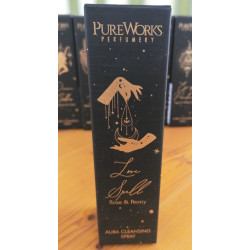 PUREWORKS
PERFUMERY
Love
Spell
Rose & Peony
AURA CLEANSING
SPRAY